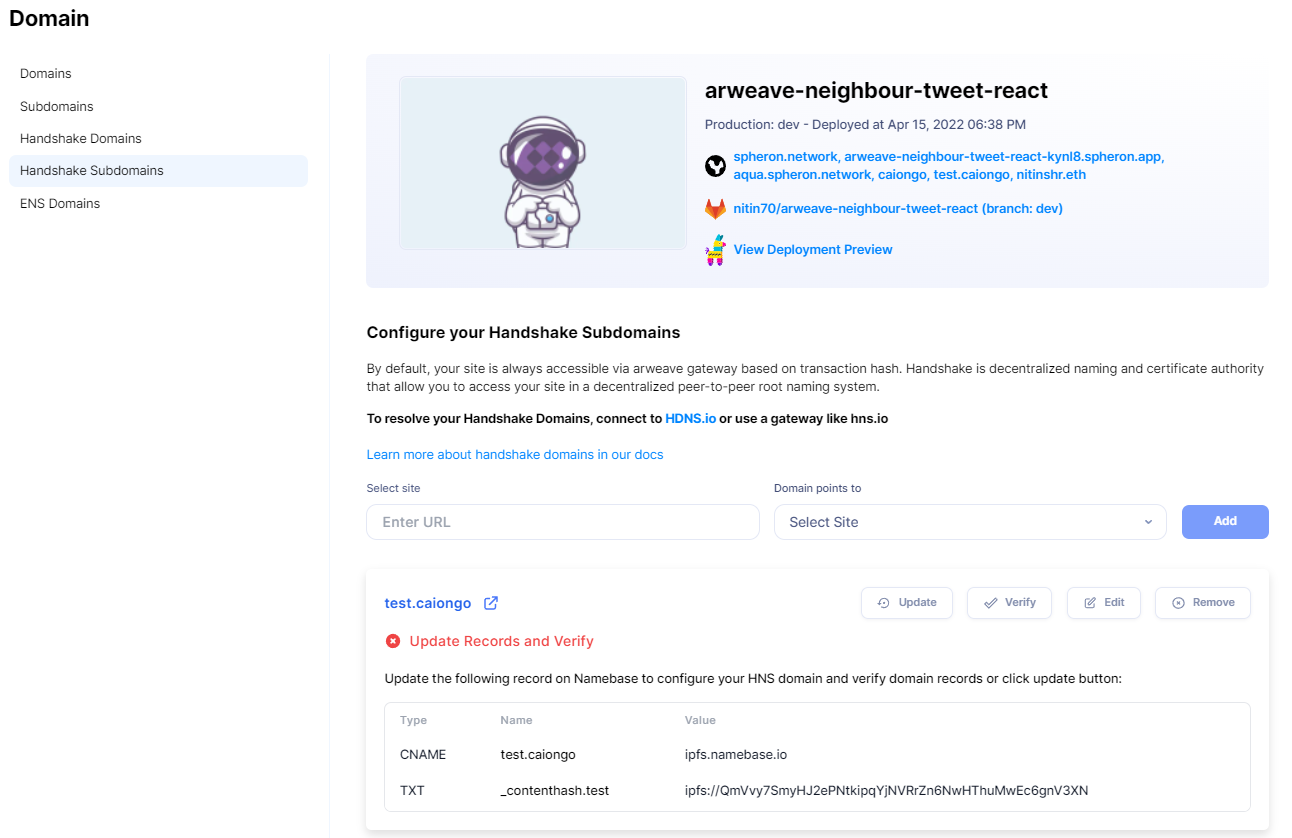 Domain
Domains
Subdomains
Handshake Domains
Handshake Subdomains
ENS Domains
arweave-neighbour-tweet-react
Production: dev - Deployed at Apr 15, 2022 06:38 PM
spheron.network, arweave-neighbour-tweet-react-kynl8.spheron.app,
aqua.spheron.network, caiongo, test.caiongo, nitinshr.eth
nitin70/arweave-neighbour-tweet-react (branch: dev)
View Deployment Preview
Configure your Handshake Subdomains
By default, your site is always accessible via arweave gateway based on transaction hash. Handshake is decentralized naming and certificate authority
that allow you to access your site in a decentralized peer-to-peer root naming system.
To resolve your Handshake Domains, connect to HDNS.io or use a gateway like hns.io
Learn more about handshake domains in our docs
Select site
Domain points to
Enter URL
Select Site
Add
test.caiongo
Update
Verify
Edit
Remove
Update Records and Verify
Update the following record on Namebase to configure your HNS domain and verify domain records or click update button:
Type Name Value
CNAME test.caiongo ipfs.namebase.io
TXT _contenthash.test ipfs://QmVvy7SmyHJ2ePNtkipqYjNVRrZn6NwHThuMwEc6gnV3XN